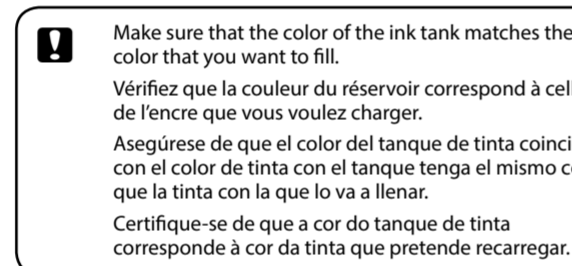 Make sure that the color of the ink tank matches the
color that you want to fill.
Vérifiez que la couleur du réservoir correspond à
de l'encre que vous voulez charger.
Asegúrese de que el color del tanque de tinta
con el color de tinta con el tanque tenga el mismo
que la tinta con la que lo va a llenar.
Certifique-se de que a cor do tanque de tinta
corresponde à cor da tinta que pretende recarregar.